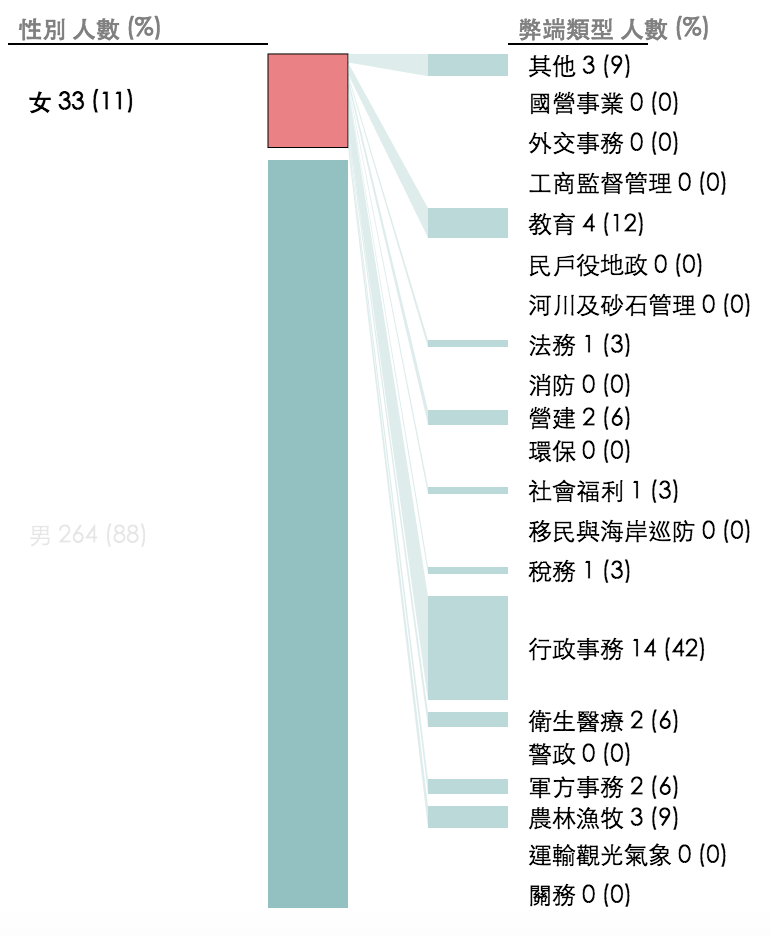 性別 人數 (%)
弊端類型 人數 (%)
女 33 (11)
男 264 (88)
其他 3 (9)
國營事業 0 (0)
外交事務 0 (0)
工商監督管理 0 (0)
教育 4 (12)
民戶役地政 0 (0)
河川及砂石管理 0 (0)
法務 1 (3)
消防 0 (0)
營建 2 (6)
環保 0 (0)
社會福利 1 (3)
移民與海岸巡防 0 (0)
稅務 1 (3)
行政事務 14 (42)
衛生醫療 2 (6)
警政 0 (0)
軍方事務 2 (6)
農林漁牧 3 (9)
運輸觀光氣象 0 (0)
關務 0 (0)